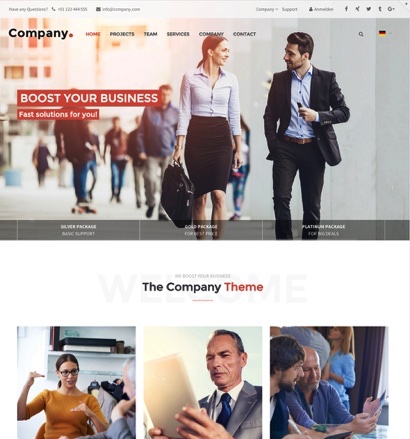 Have any Questions? +01 123 444 555 info@company.com Company Support Anmelden
Company.
HOME PROJECTS TEAM SERVICES COMPANY CONTACT
BOOST YOUR BUSINESS
Fast solutions for you!
SILVER PACKAGE GOLD PACKAGE PLATINUM PACKAGE
BASIC SUPPORT FOR BEST PRICE FOR BIG DEALS
WELCOME
WE BOOST YOUR BUSINESS
The Company Theme